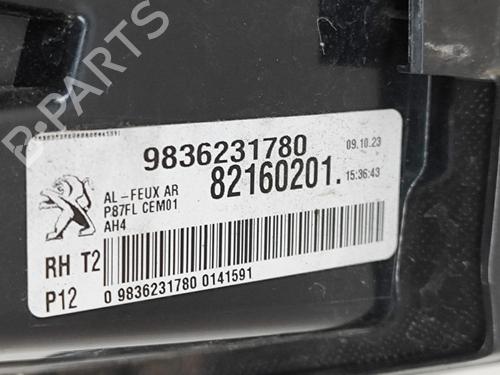 B-PARTS
9836231780
09.10.23
82160201.
15:36:43
AL-FEUX AR
P87FL CEM01
AH4
RH T2
P12
0 9836231780 0141591